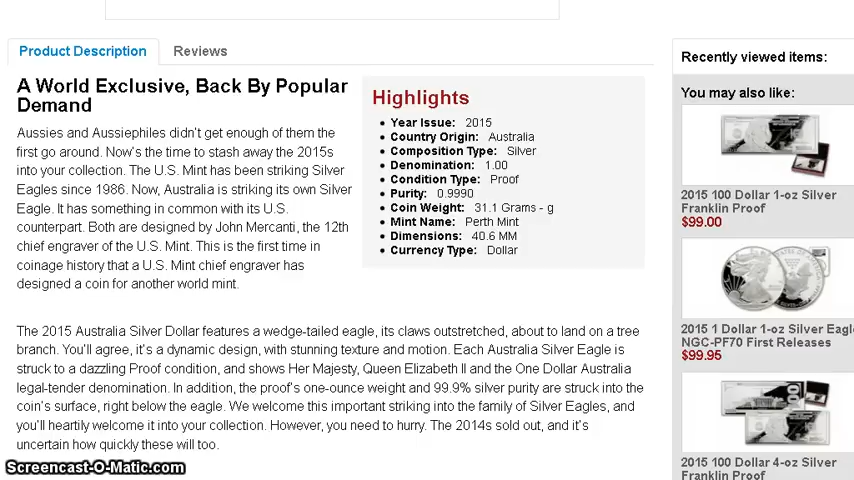 Product Description
Reviews
A World Exclusive, Back By Popular
Demand
Aussies and Aussiephiles didn't get enough of them the
first go around. Now's the time to stash away the 2015s
into your collection. The U.S. Mint has been striking Silver
Eagles since 1986. Now, Australia is striking its own Silver
Eagle. It has something in common with its U.S.
counterpart. Both are designed by John Mercanti, the 12th
chief engraver of the U.S. Mint. This is the first time in
coinage history that a U.S. Mint chief engraver has
designed a coin for another world mint.
Highlights
Year Issue: 2015
Country Origin: Australia
Composition Type: Silver
Denomination: 1.00
Condition Type: Proof
Purity: 0.9990
Coin Weight: 31.1 Grams - g
Mint Name: Perth Mint
Dimensions: 40.6 MM
Currency Type: Dollar
The 2015 Australia Silver Dollar features a wedge-tailed eagle, its claws outstretched, about to land on a tree
branch. You'll agree, it's a dynamic design, with stunning texture and motion. Each Australia Silver Eagle is
struck to a dazzling Proof condition, and shows Her Majesty, Queen Elizabeth II and the One Dollar Australia
legal-tender denomination. In addition, the proof's one-ounce weight and 99.9% silver purity are struck into the
coin's surface, right below the eagle. We welcome this important striking into the family of Silver Eagles, and
you'll heartily welcome it into your collection. However, you need to hurry. The 2014s sold out, and it's
uncertain how quickly these will too.
Recently viewed items:
You may also like:
2015 100 Dollar 1-oz Silver
Franklin Proof
$99.00
2015 1 Dollar 1-oz Silver Eagle
NGC-PF70 First Releases
$99.95
2015 100 Dollar 4-oz Silver
Franklin Proof
Screencast-O-Matic.com